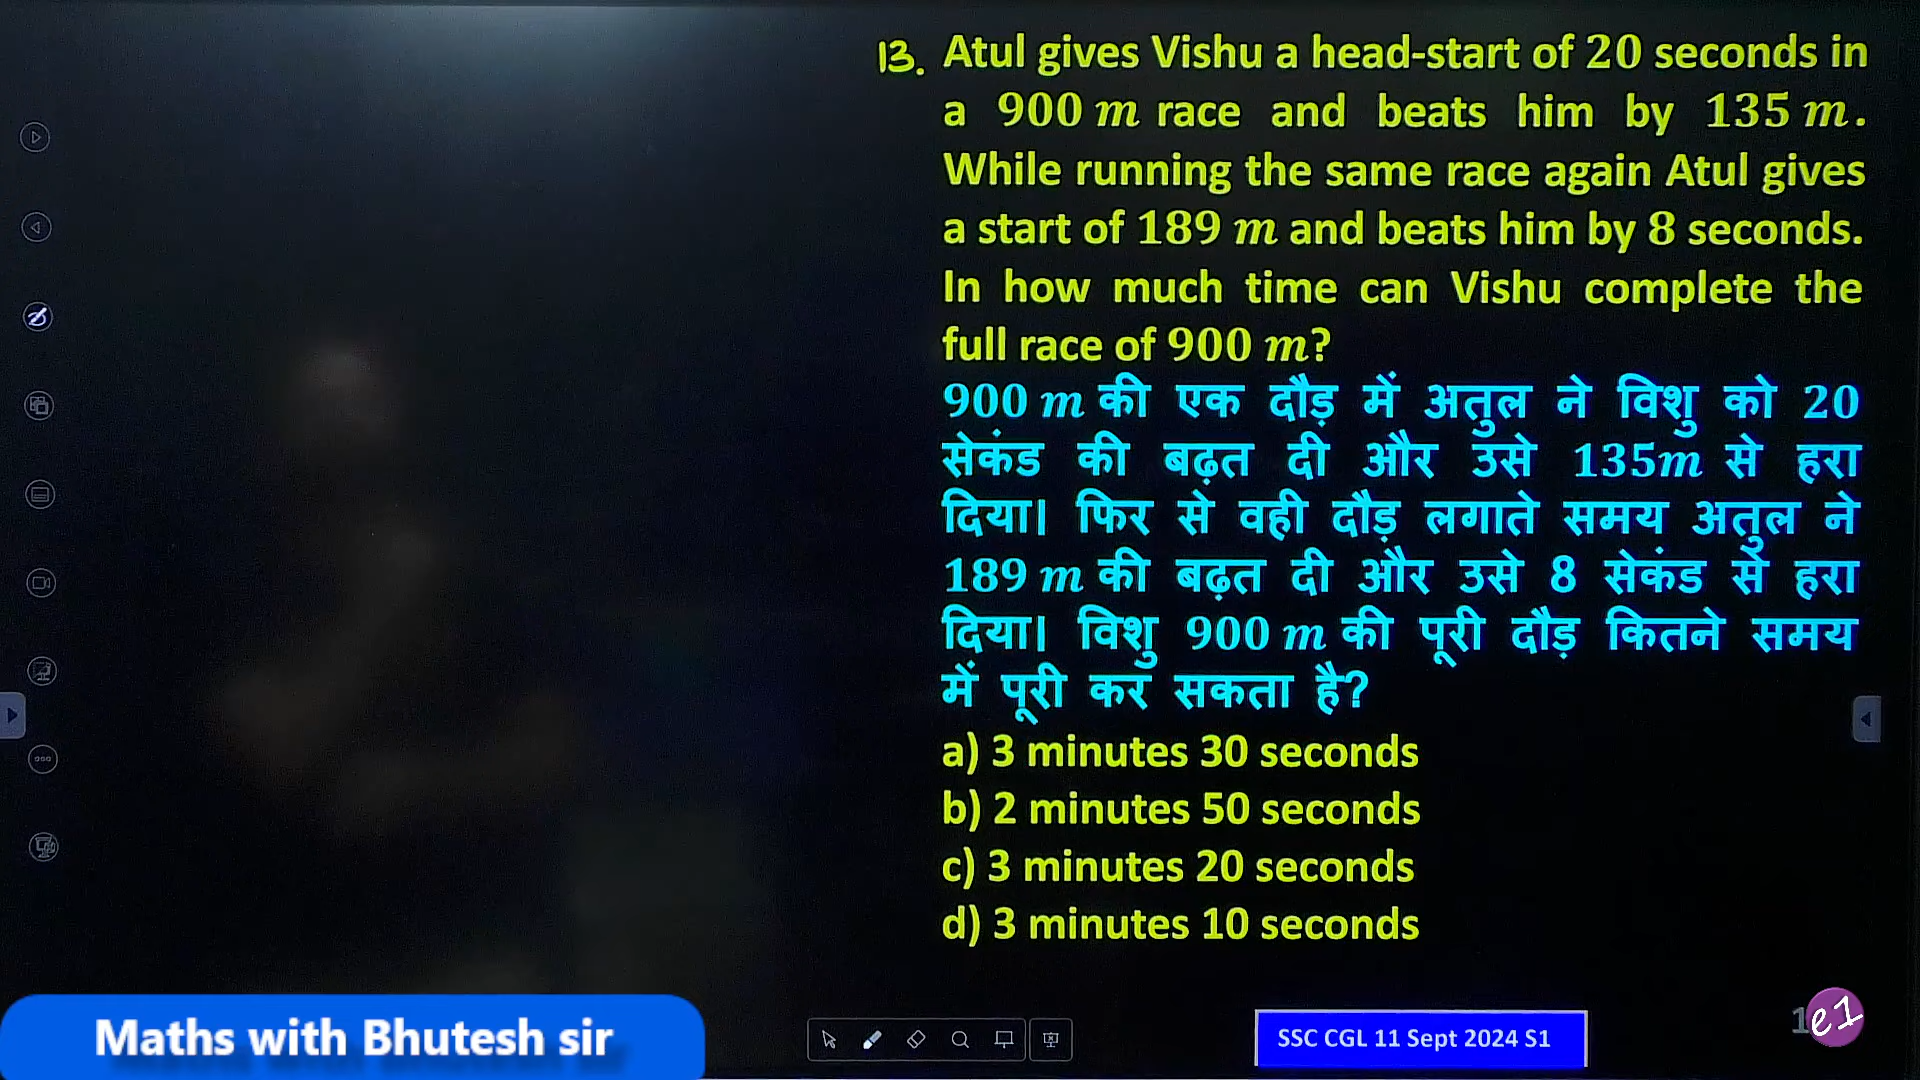 13. Atul gives Vishu a head-start of 20 seconds in
a 900 m race and beats him by 135 m.
While running the same race again Atul gives
a start of 189 m and beats him by 8 seconds.
In how much time can Vishu complete the
full race of 900 m?
900 m की एक दौड़ में अतुल ने विशु को 20
सेकंड की बढ़त दी और उसे 135m से हरा
दिया। फिर से वही दौड़ लगाते समय अतुल ने
189 m की बढ़त दी और उसे 8 सेकंड से हरा
दिया। विशु 900 m की पूरी दौड़ कितने समय
में पूरी कर सकता है?
a) 3 minutes 30 seconds
b) 2 minutes 50 seconds
c) 3 minutes 20 seconds
d) 3 minutes 10 seconds
Maths with Bhutesh sir
SSC CGL 11 Sept 2024 S1
e1